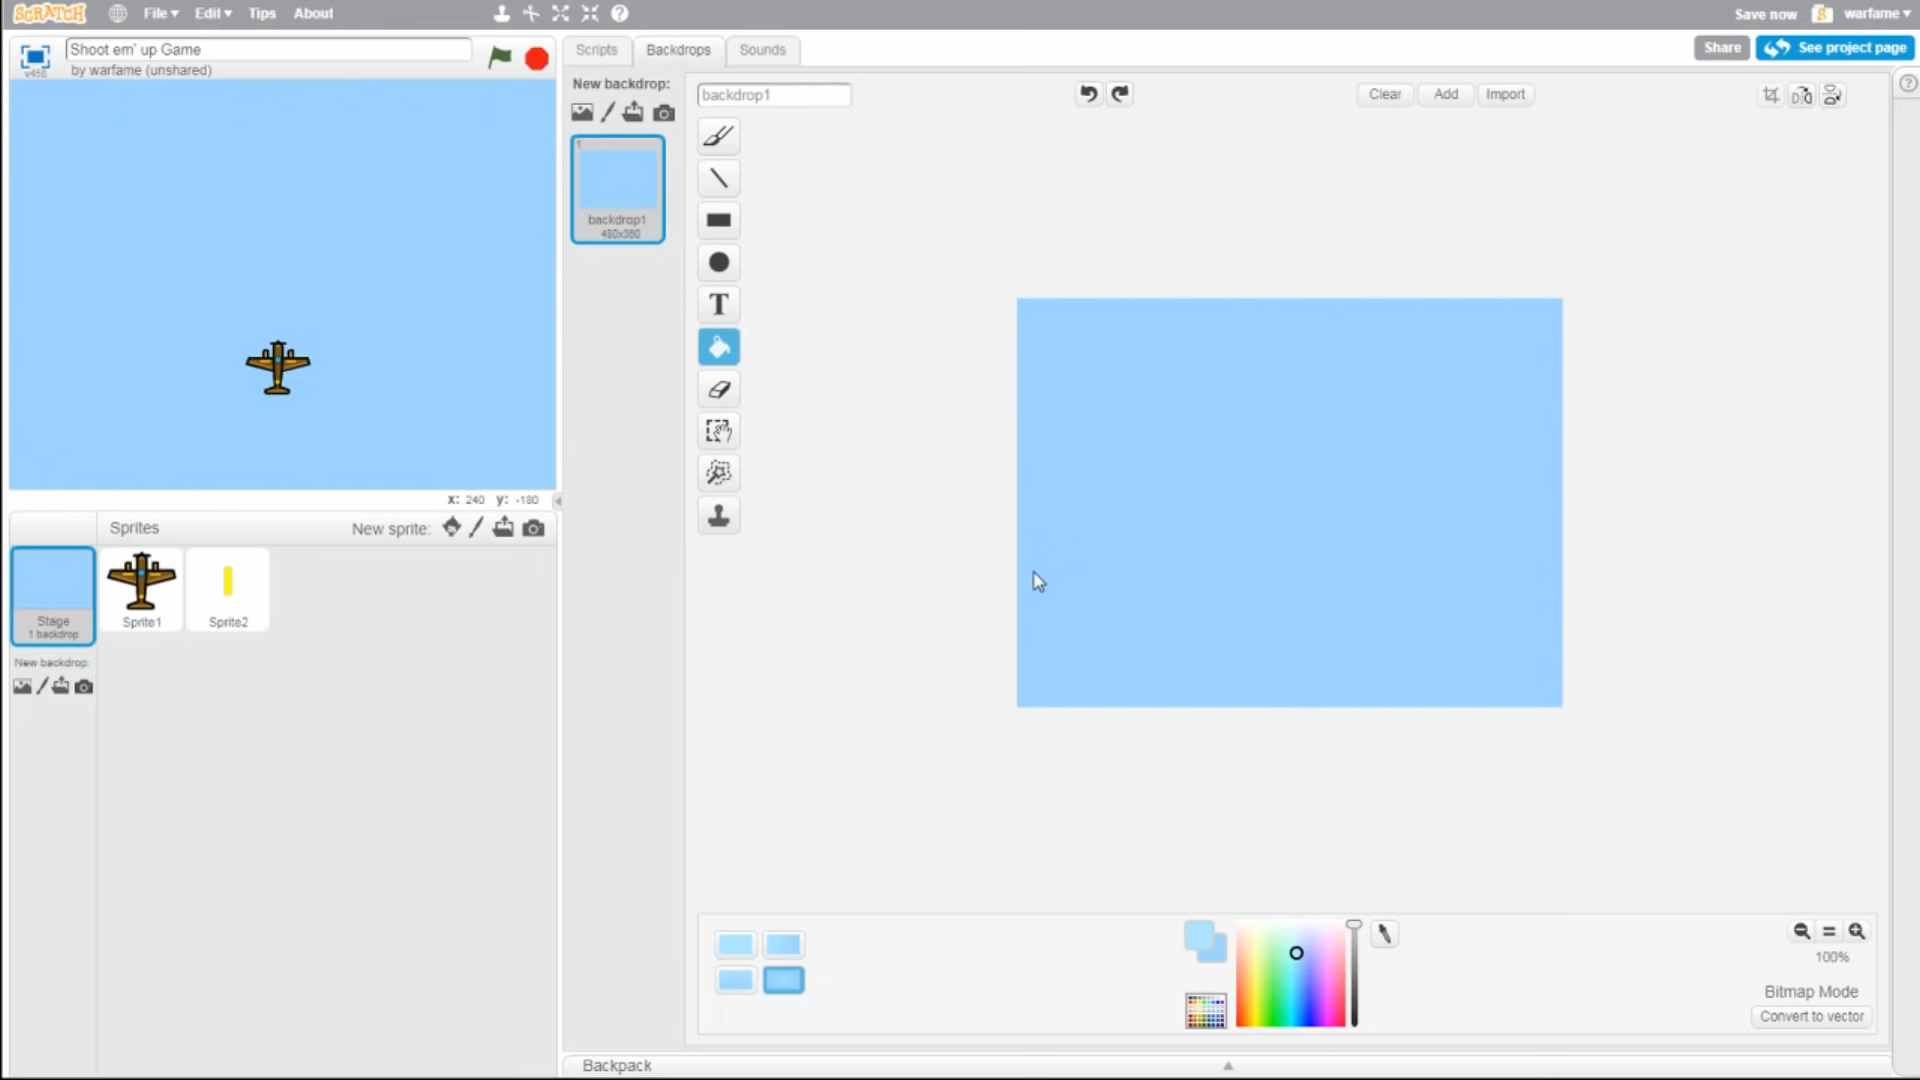 SCRATCH File Edit Tips About Save now warfame
v458 Shoot em' up Game
by warfame (unshared)
Scripts Backdrops Sounds Share See project page
New backdrop:
backdrop1 Clear Add Import
1
backdrop1
480x360
T
x: 240 y: -180
Sprites New sprite:
Stage
1 backdrop
Sprite1 Sprite2
New backdrop:
100%
Bitmap Mode
Convert to vector
Backpack